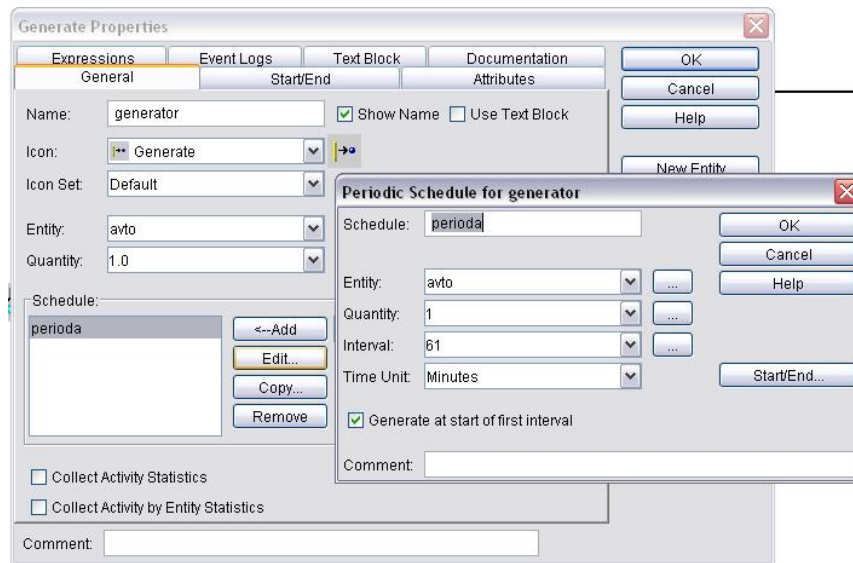 Generate Properties
Expressions Event Logs Text Block Documentation
General Start/End Attributes
OK
Cancel
Help
New Entity
Name: generator Show Name Use Text Block
Icon: Generate
Icon Set: Default
Entity: avto
Quantity: 1.0
Schedule:
perioda
<--Add
Edit...
Copy...
Remove
Collect Activity Statistics
Collect Activity by Entity Statistics
Comment:
Periodic Schedule for generator
Schedule: perioda
Entity: avto ...
Quantity: 1 ...
Interval: 61 ...
Time Unit: Minutes
Generate at start of first interval
Comment:
OK
Cancel
Help
Start/End...